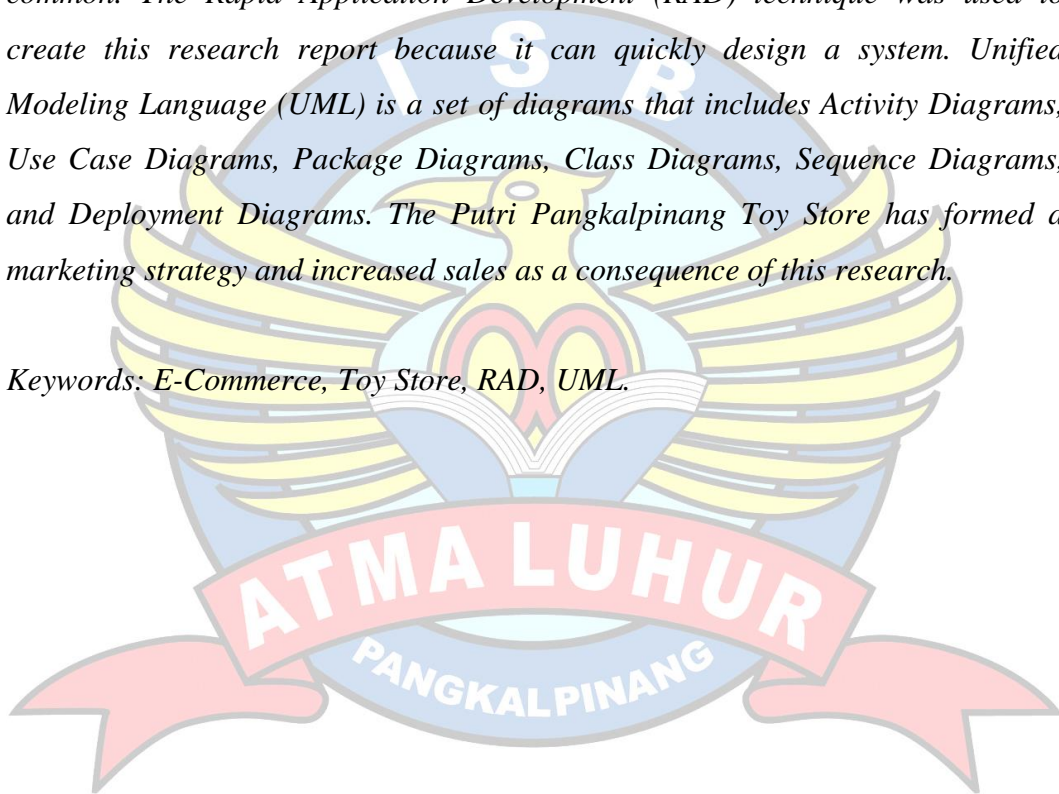 common. The Rapid Application Development (RAD) technique was used to
create this research report because it can quickly design a system. Unified
Modeling Language (UML) is a set of diagrams that includes Activity Diagrams,
Use Case Diagrams, Package Diagrams, Class Diagrams, Sequence Diagrams,
and Deployment Diagrams. The Putri Pangkalpinang Toy Store has formed a
marketing strategy and increased sales as a consequence of this research.
Keywords: E-Commerce, Toy Store, RAD, UML.
I S B
ATMA LUHUR
PANGKALPINANG